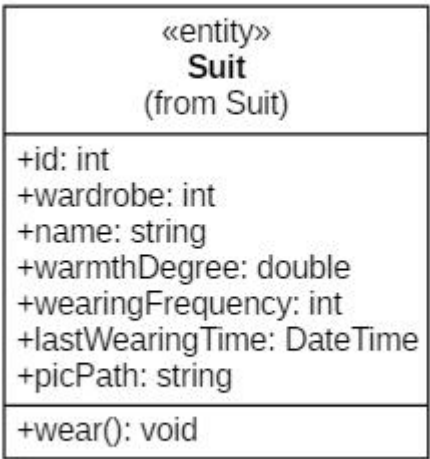 «entity»
Suit
(from Suit)
+id: int
+wardrobe: int
+name: string
+warmthDegree: double
+wearingFrequency: int
+lastWearingTime: DateTime
+picPath: string
+wear(): void